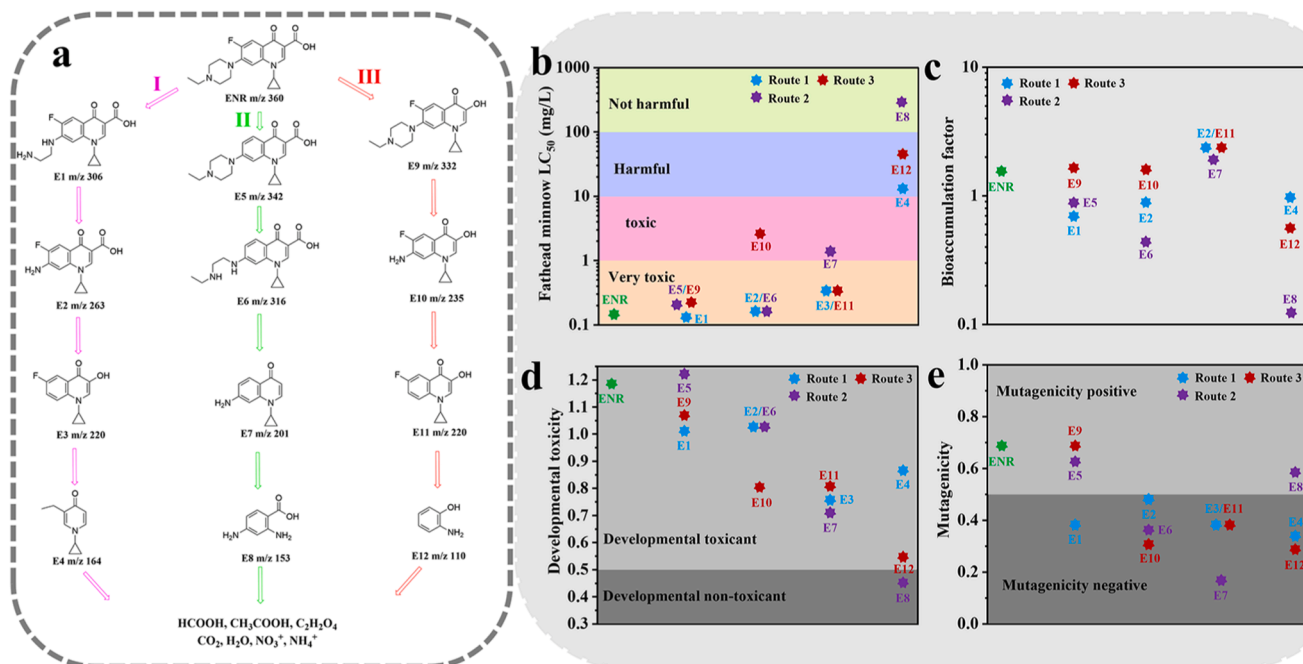 a
I
II
III
ENR m/z 360
E1 m/z 306
E5 m/z 342
E9 m/z 332
E2 m/z 263
E6 m/z 316
E10 m/z 235
E3 m/z 220
E7 m/z 201
E11 m/z 220
E4 m/z 164
E8 m/z 153
E12 m/z 110
HCOOH, CH3COOH, C2H2O4
CO2, H2O, NO3+, NH4+
b
Fathead minnow LC50 (mg/L)
1000
100
10
1
0.1
Route 1
Route 3
Route 2
Not harmful
Harmful
toxic
Very toxic
ENR
E5/E9
E1
E2/E6
E10
E7
E3/E11
E8
E12
E4
c
Bioaccumulation factor
10
1
0.1
Route 1
Route 3
Route 2
ENR
E9
E5
E1
E10
E2
E6
E2/E11
E7
E4
E12
E8
d
Developmental toxicity
1.2
1.1
1.0
0.9
0.8
0.7
0.6
0.5
0.4
0.3
Route 1
Route 3
Route 2
ENR
E5
E9
E1
E2/E6
E10
E11
E3
E7
E4
E12
E8
Developmental toxicant
Developmental non-toxicant
e
Mutagenicity
1.0
0.8
0.6
0.4
0.2
0.0
Mutagenicity positive
Route 1
Route 3
Route 2
ENR
E9
E5
E1
E2
E6
E10
E3/E11
E7
E8
E4
E12
Mutagenicity negative